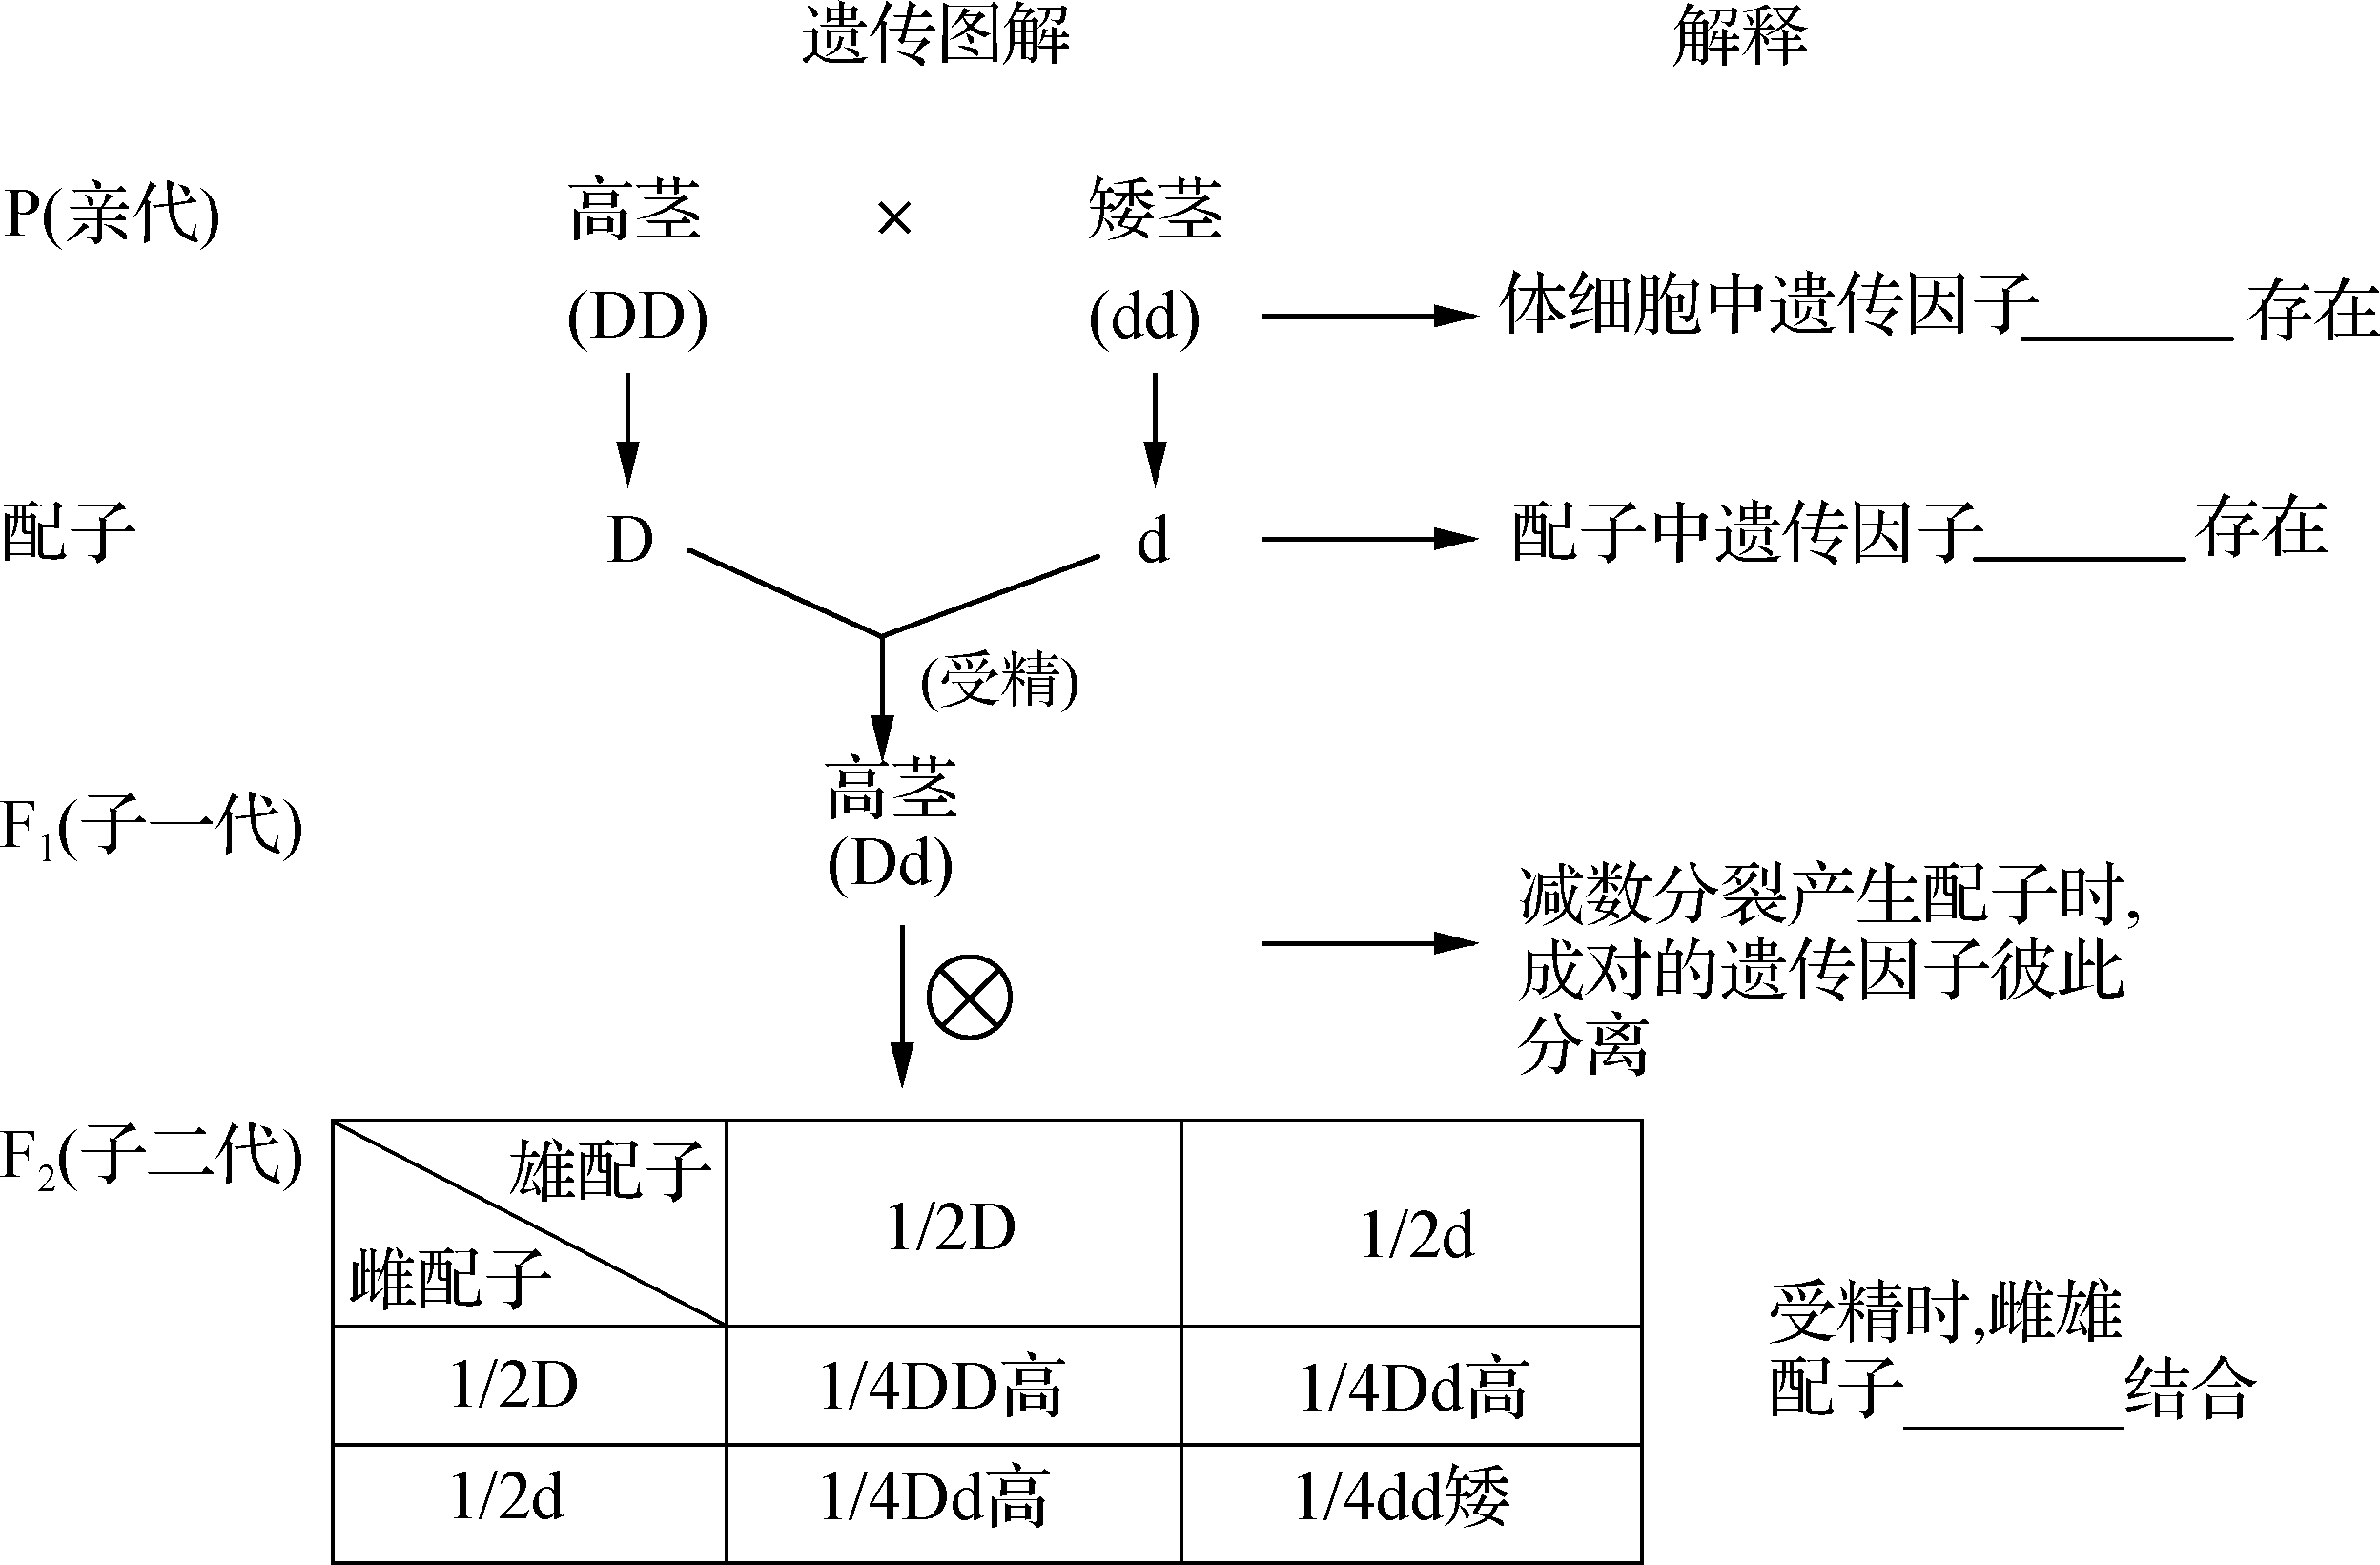 遗传图解 解释
P(亲代) 高茎 × 矮茎
(DD) (dd) 体细胞中遗传因子______存在
配子 D d 配子中遗传因子______存在
(受精)
F₁(子一代) 高茎
(Dd)
减数分裂产生配子时,
成对的遗传因子彼此
分离
F₂(子二代)
雄配子
雌配子
1/2D 1/2d
1/2D 1/4DD高 1/4Dd高
1/2d 1/4Dd高 1/4dd矮
受精时,雌雄
配子______结合